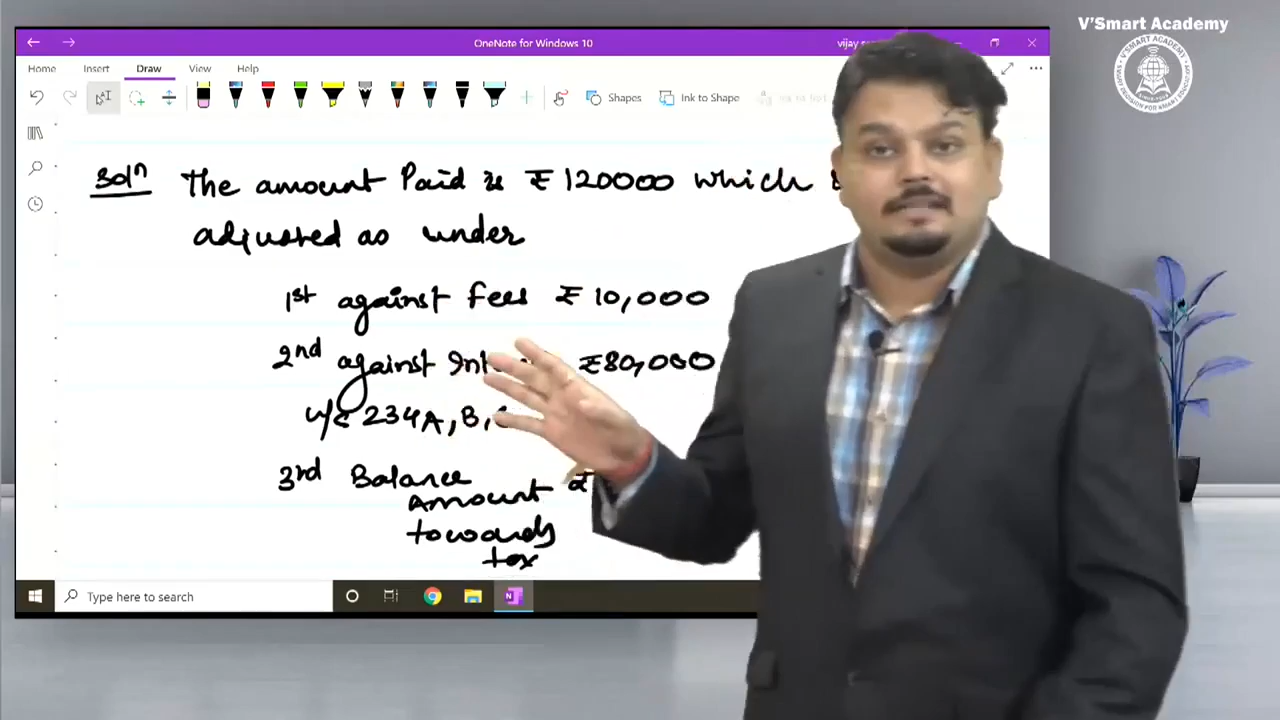 V'Smart Academy
OneNote for Windows 10
vijay
Home Insert Draw View Help
Shapes Ink to Shape
Soln The amount Paid is ₹ 120000 which
adjusted as under
1st against Fees ₹ 10,000
2nd against ₹80,000
u/s 234A, B,
3rd Balance
Amount ₹
towards
tax
Type here to search